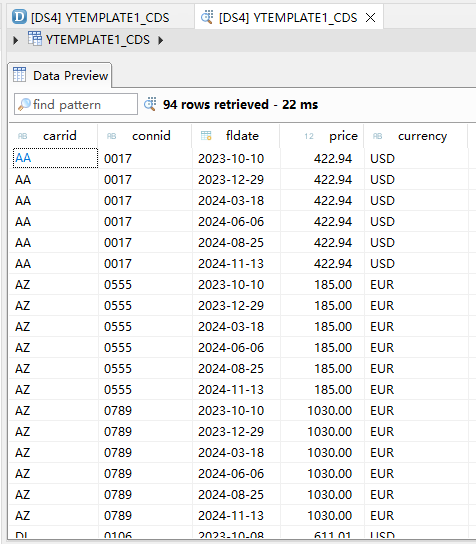 [DS4] YTEMPLATE1_CDS [DS4] YTEMPLATE1_CDS
YTEMPLATE1_CDS
Data Preview
find pattern 94 rows retrieved - 22 ms
AB carrid AB connid fldate 12 price AB currency
AA 0017 2023-10-10 422.94 USD
AA 0017 2023-12-29 422.94 USD
AA 0017 2024-03-18 422.94 USD
AA 0017 2024-06-06 422.94 USD
AA 0017 2024-08-25 422.94 USD
AA 0017 2024-11-13 422.94 USD
AZ 0555 2023-10-10 185.00 EUR
AZ 0555 2023-12-29 185.00 EUR
AZ 0555 2024-03-18 185.00 EUR
AZ 0555 2024-06-06 185.00 EUR
AZ 0555 2024-08-25 185.00 EUR
AZ 0555 2024-11-13 185.00 EUR
AZ 0789 2023-10-10 1030.00 EUR
AZ 0789 2023-12-29 1030.00 EUR
AZ 0789 2024-03-18 1030.00 EUR
AZ 0789 2024-06-06 1030.00 EUR
AZ 0789 2024-08-25 1030.00 EUR
AZ 0789 2024-11-13 1030.00 EUR
DL 0106 2023-10-08 611.01 USD